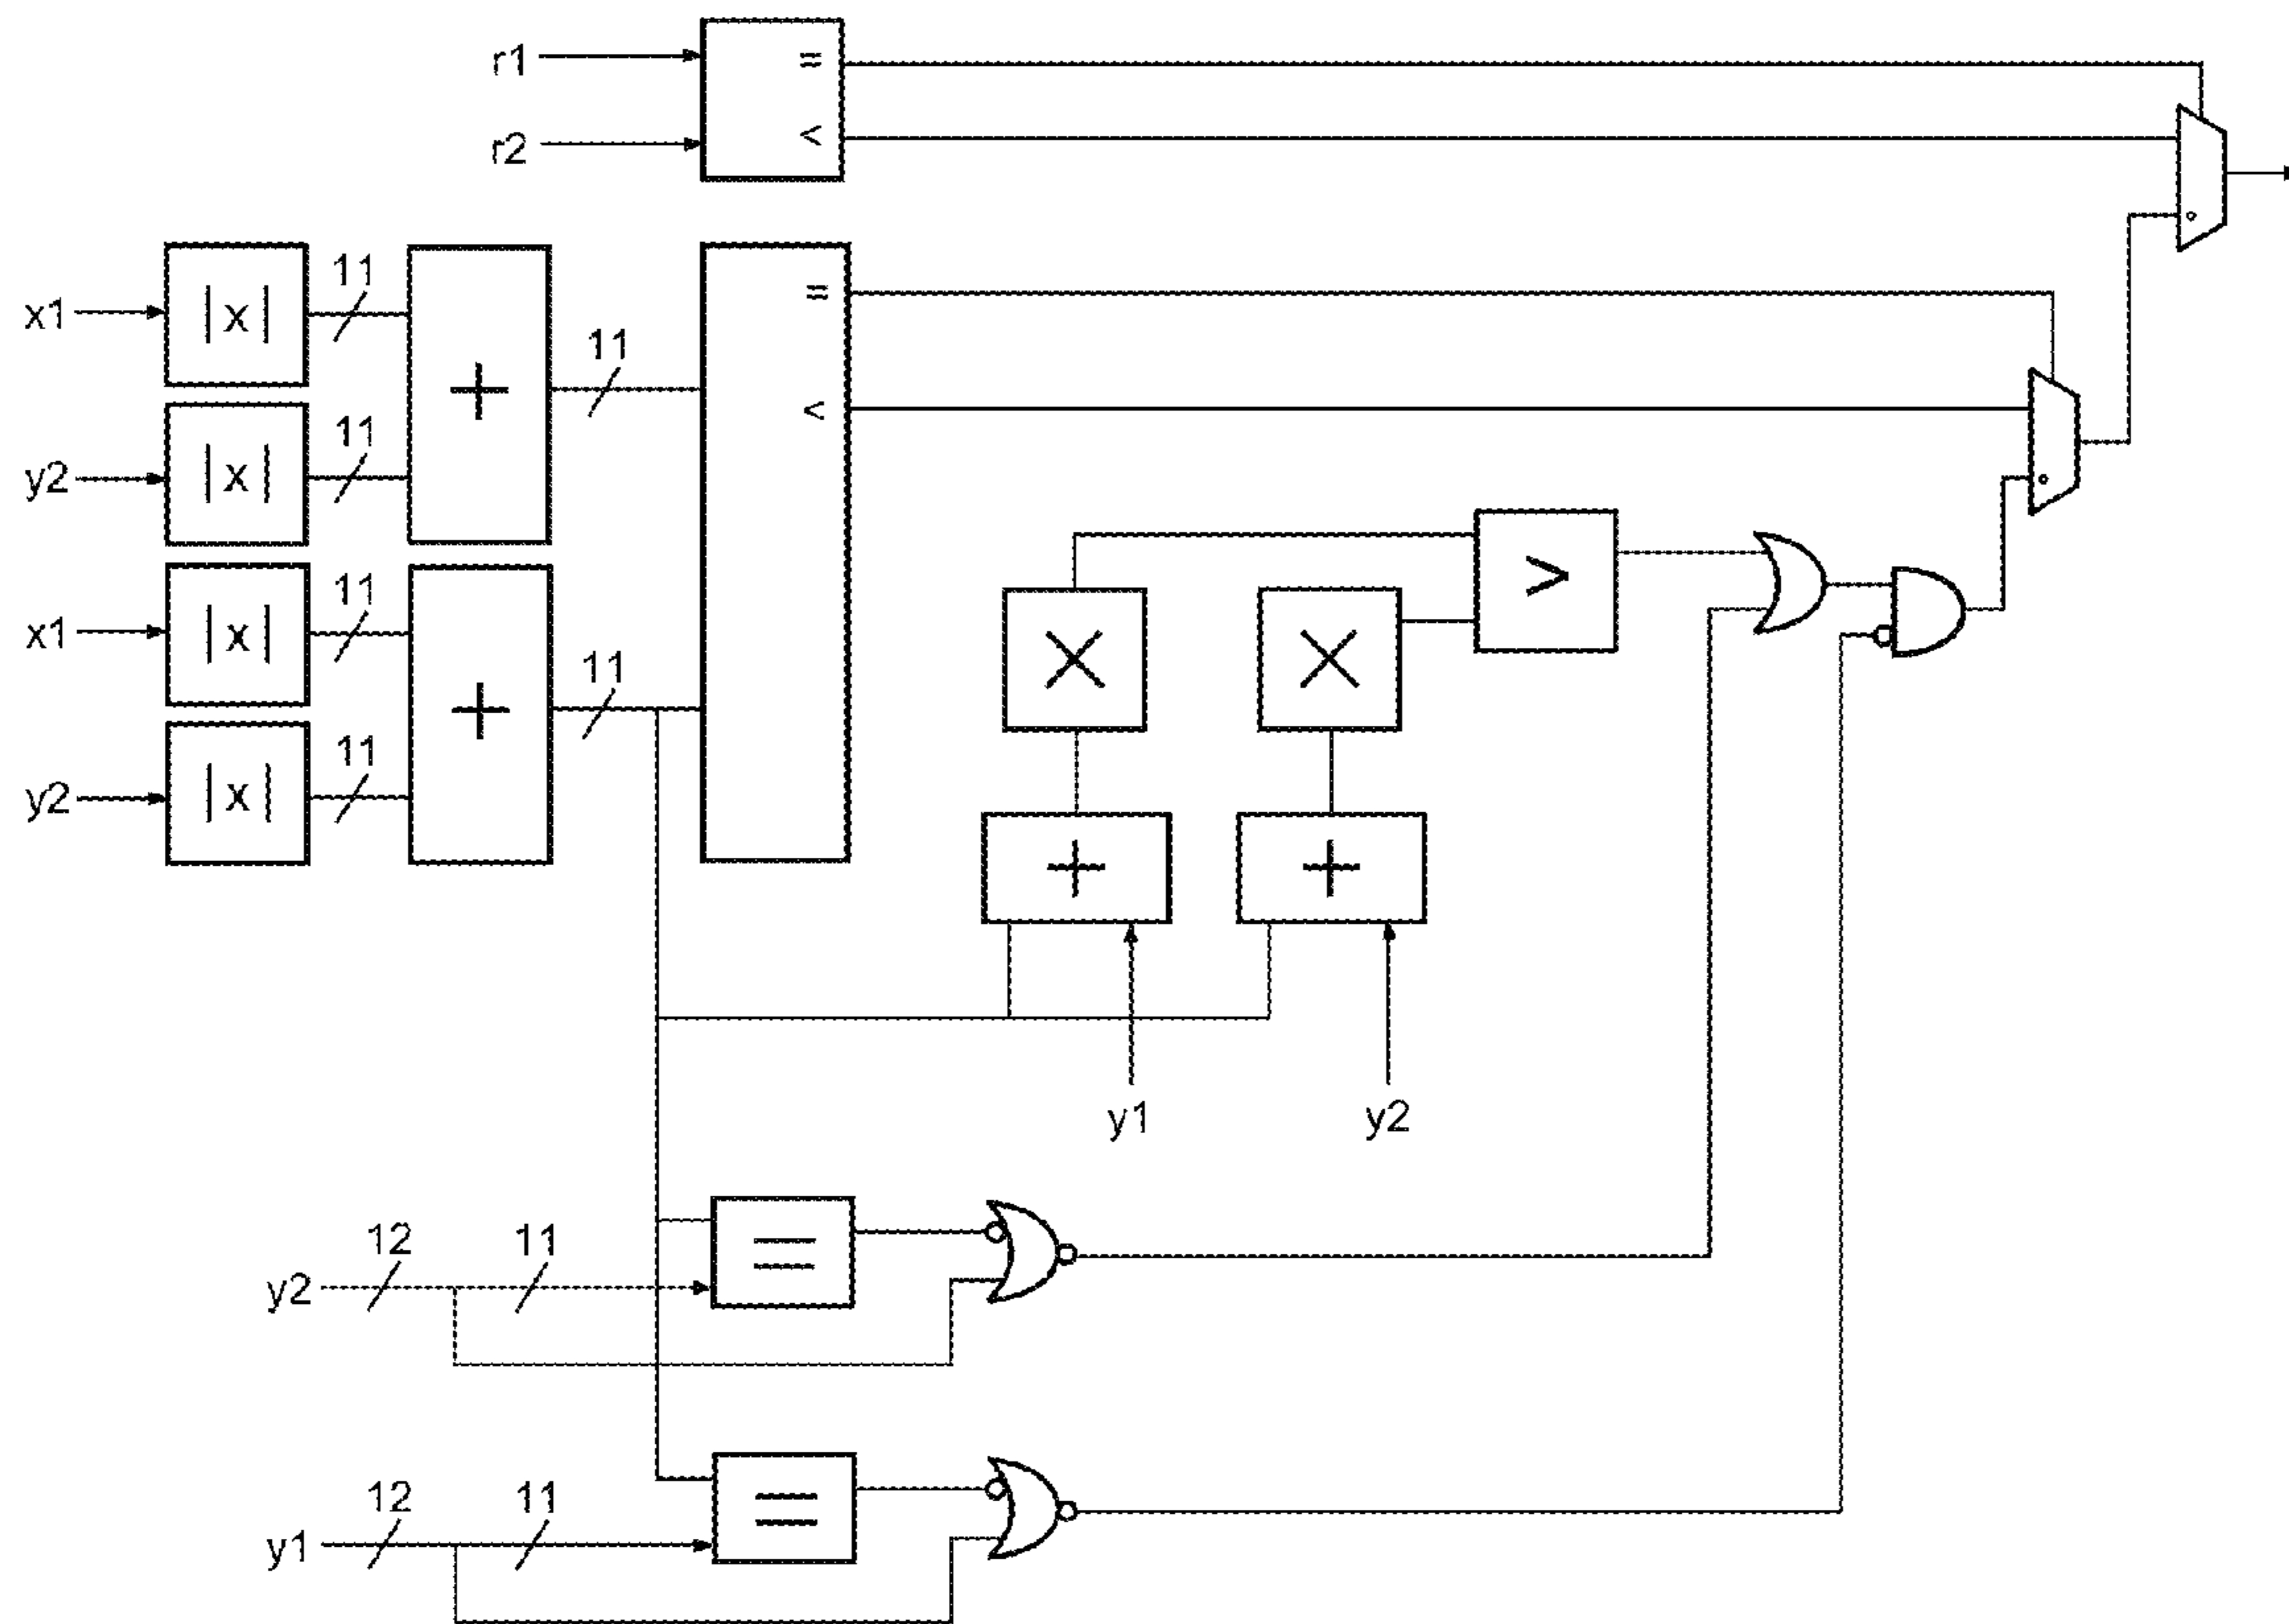 r1
=
r2
<
x1
|x|
11
=
11
y2
|x|
11
+
<
x1
|x|
11
>
×
×
11
+
y2
|x|
11
+
+
y1
y2
12
11
=
y2
12
11
=
y1